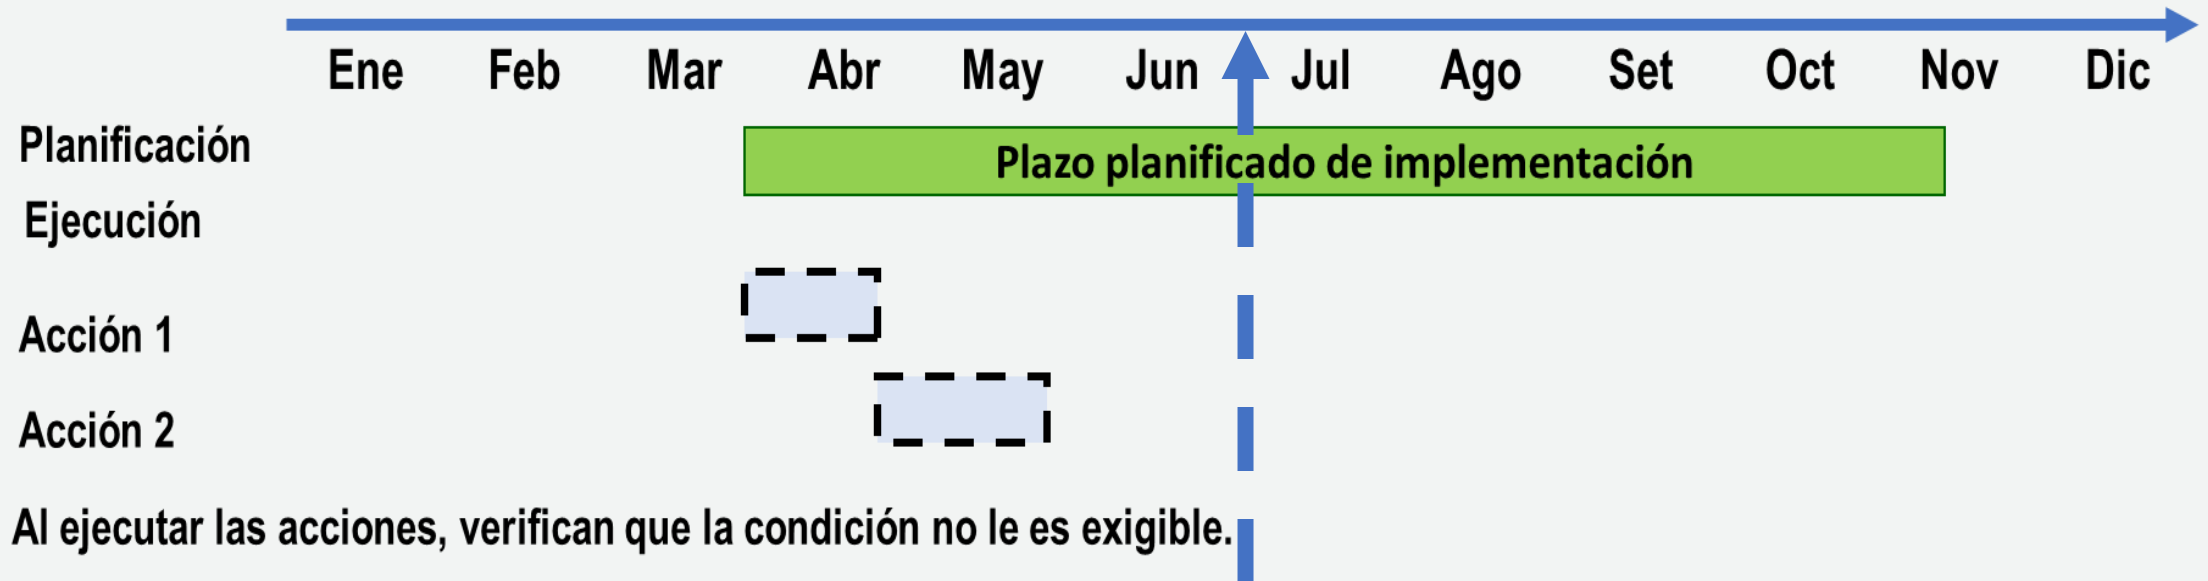 Ene Feb Mar Abr May Jun Jul Ago Set Oct Nov Dic
Planificación
Plazo planificado de implementación
Ejecución
Acción 1
Acción 2
Al ejecutar las acciones, verifican que la condición no le es exigible.